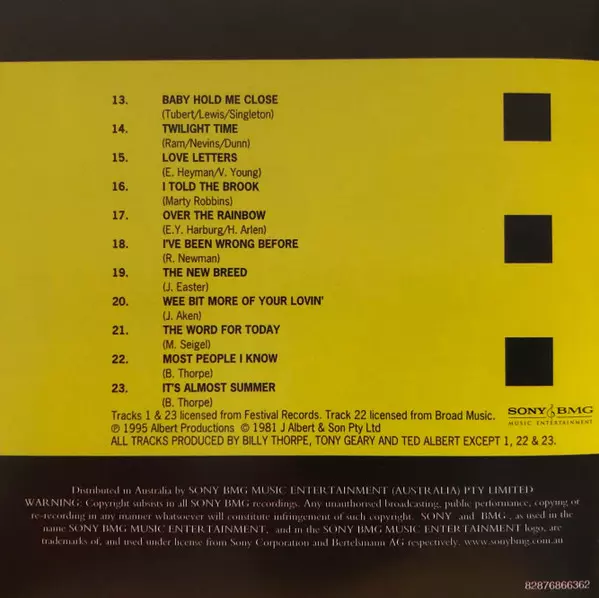 13. BABY HOLD ME CLOSE
(Tubert/Lewis/Singleton)
14. TWILIGHT TIME
(Ram/Nevins/Dunn)
15. LOVE LETTERS
(E. Heyman/V. Young)
16. I TOLD THE BROOK
(Marty Robbins)
17. OVER THE RAINBOW
(E.Y. Harburg/H. Arlen)
18. I'VE BEEN WRONG BEFORE
(R. Newman)
19. THE NEW BREED
(J. Easter)
20. WEE BIT MORE OF YOUR LOVIN'
(J. Aken)
21. THE WORD FOR TODAY
(M. Seigel)
22. MOST PEOPLE I KNOW
(B. Thorpe)
23. IT'S ALMOST SUMMER
(B. Thorpe)
Tracks 1 & 23 licensed from Festival Records. Track 22 licensed from Broad Music.
℗ 1995 Albert Productions © 1981 J Albert & Son Pty Ltd
ALL TRACKS PRODUCED BY BILLY THORPE, TONY GEARY AND TED ALBERT EXCEPT 1, 22 & 23.
SONY BMG
MUSIC ENTERTAINMENT
Distributed in Australia by SONY BMG MUSIC ENTERTAINMENT (AUSTRALIA) PTY LIMITED
WARNING: Copyright subsists in all SONY BMG recordings. Any unauthorised broadcasting, public performance, copying or
re-recording in any manner whatsoever will constitute infringement of such copyright. SONY and BMG, as used in the
name SONY BMG MUSIC ENTERTAINMENT, and in the SONY BMG MUSIC ENTERTAINMENT logo, are
trademarks of, and used under license from Sony Corporation and Bertelsmann AG respectively. www.sonybmg.com.au
82876866362